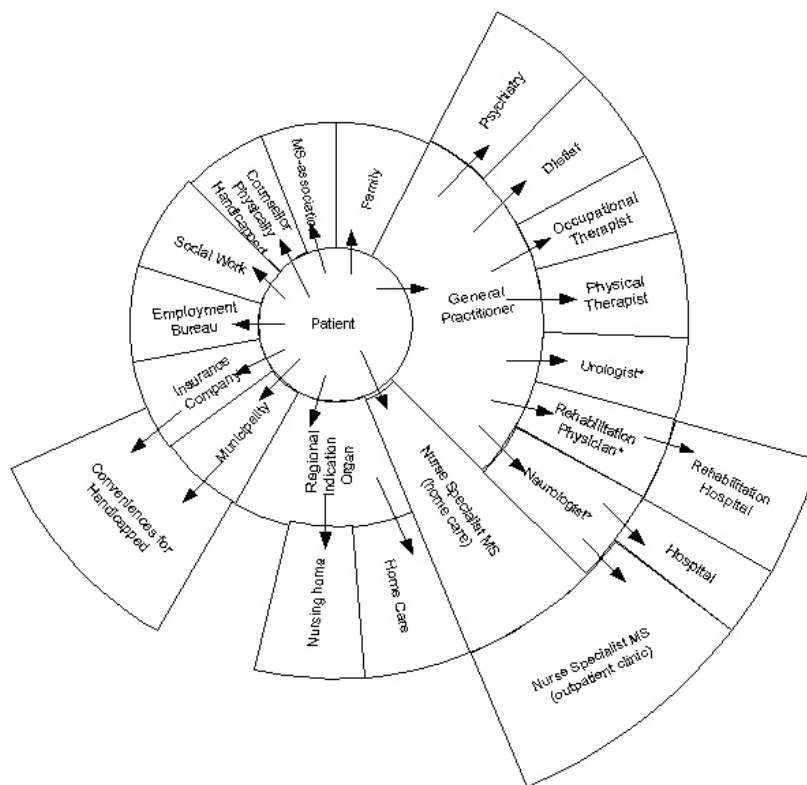 Psychiatry
Dietist
Occupational
Therapist
Physical
Therapist
Urologist*
Rehabilitation
Physician*
Rehabilitation
Hospital
Naurologist*
Hospital
Nurse Specialist MS
(outpatient clinic)
General
Practitioner
Family
MS-association
Counsellor
Physically
Handicapped
Social Work
Employment
Bureau
Insurance
Company
Municipality
Conveniences for
Handicapped
Patient
Regional
Indication
Organ
Nursing home
Home Care
Nurse Specialist MS
(home care)